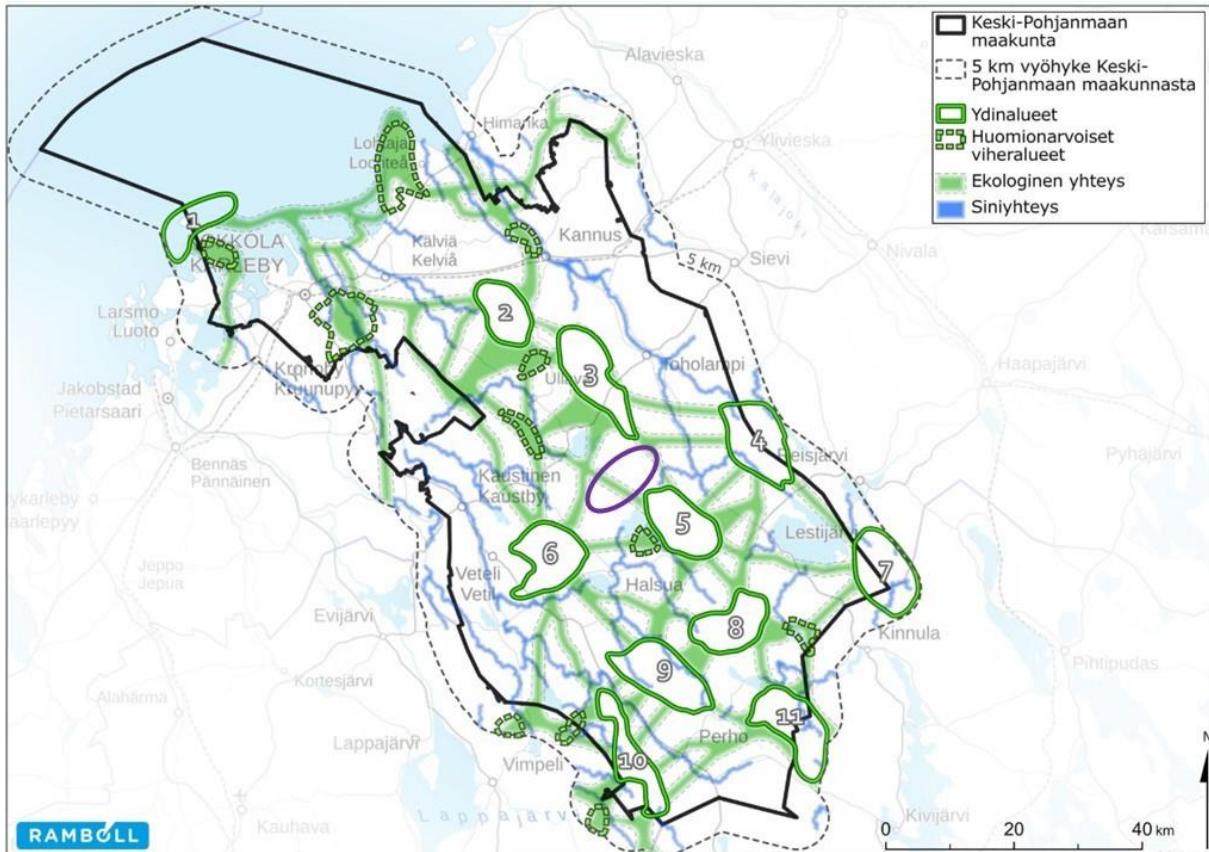 Keski-Pohjanmaan
maakunta
5 km vyöhyke Keski-
Pohjanmaan maakunnasta
Ydinalueet
Huomionarvoiset
viheralueet
Ekologinen yhteys
Siniyhteys
Alavieska
Himanka
Ylivieska
Lohtaja
Kalajoki
1
KARLEBY
Kälviä
Kelviå
Kannus
Nivala
5 km
Sievi
Larsmo
Luoto
2
Toholampi
Haapajärvi
3
Kronoby
Kruunupyy
Jakobstad
Pietarsaari
4
Reisjärvi
Pyhäjärvi
Bennäs
Pännäinen
Kaustinen
Kaustby
5
Lestijär
6
Jeppo
Jepua
Veteli
Vetil
Halsua
7
Evijärvi
8
Kinnula
Pihtipudas
Kortesjärvi
9
Alahärmä
11
Lappajärvi
Perho
10
Vimpeli
N
Lappajärvi
Kivijärvi
Kauhava
RAMBOLL
0 20 40 km